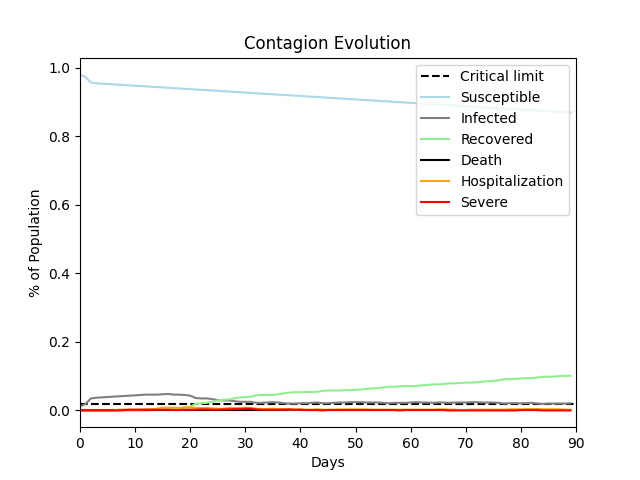 Contagion Evolution
% of Population
1.0
0.8
0.6
0.4
0.2
0.0
Critical limit
Susceptible
Infected
Recovered
Death
Hospitalization
Severe
0 10 20 30 40 50 60 70 80 90
Days